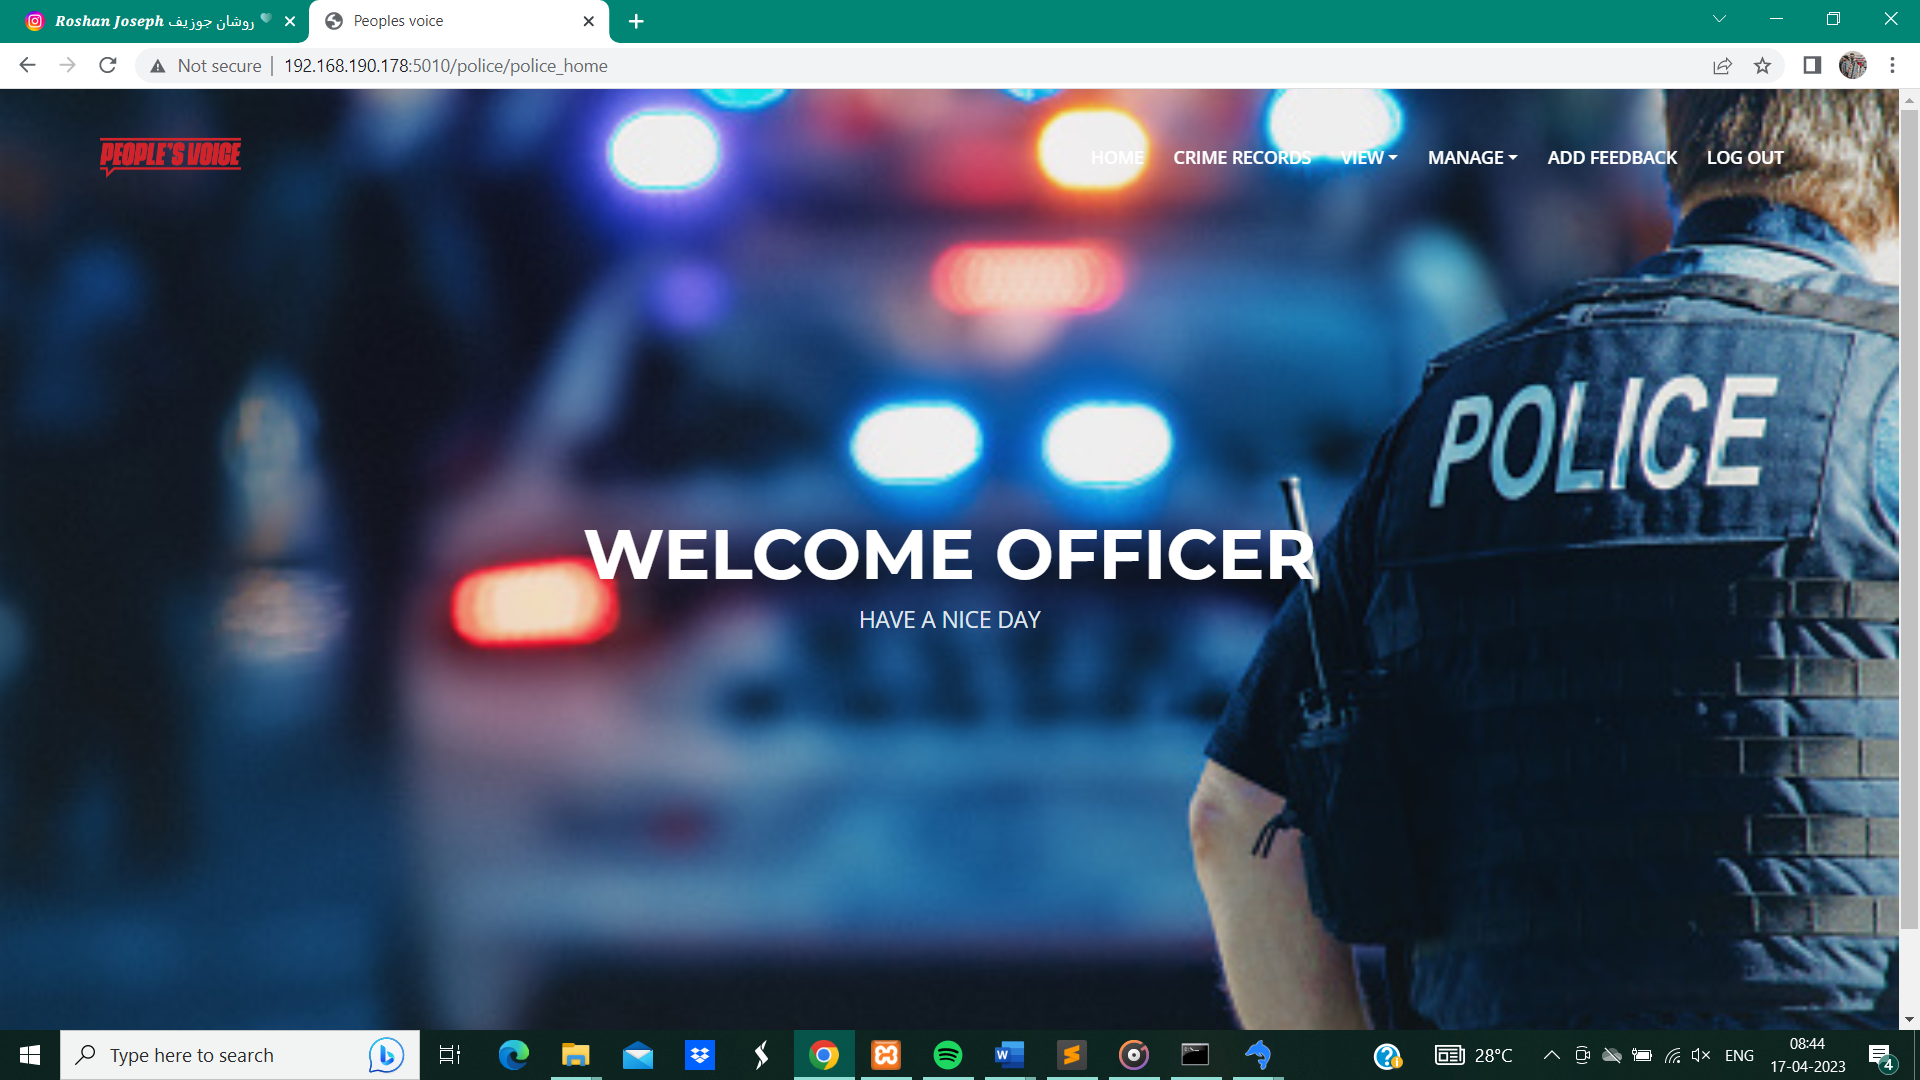 Roshan Joseph روشان جوزيف
Peoples voice
Not secure
192.168.190.178:5010/police/police_home
PEOPLE'S VOICE
HOME
CRIME RECORDS
VIEW
MANAGE
ADD FEEDBACK
LOG OUT
POLICE
WELCOME OFFICER
HAVE A NICE DAY
Type here to search
28°C
ENG
08:44
17-04-2023
4